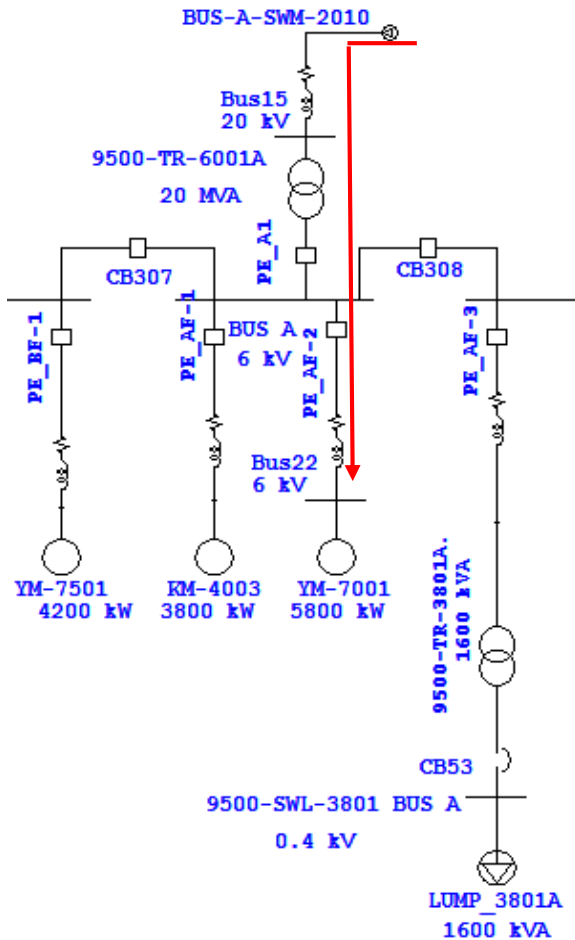 BUS-A-SWM-2010
Bus15
20 kV
9500-TR-6001A
20 MVA
PE_A1
CB307
CB308
PE_BF-1
PE_AF-1
BUS A
6 kV
PE_AF-2
PE_AF-3
Bus22
6 kV
YM-7501
4200 kW
KM-4003
3800 kW
YM-7001
5800 kW
9500-TR-3801A.
1600 kVA
CB53
9500-SWL-3801 BUS A
0.4 kV
LUMP_3801A
1600 kVA